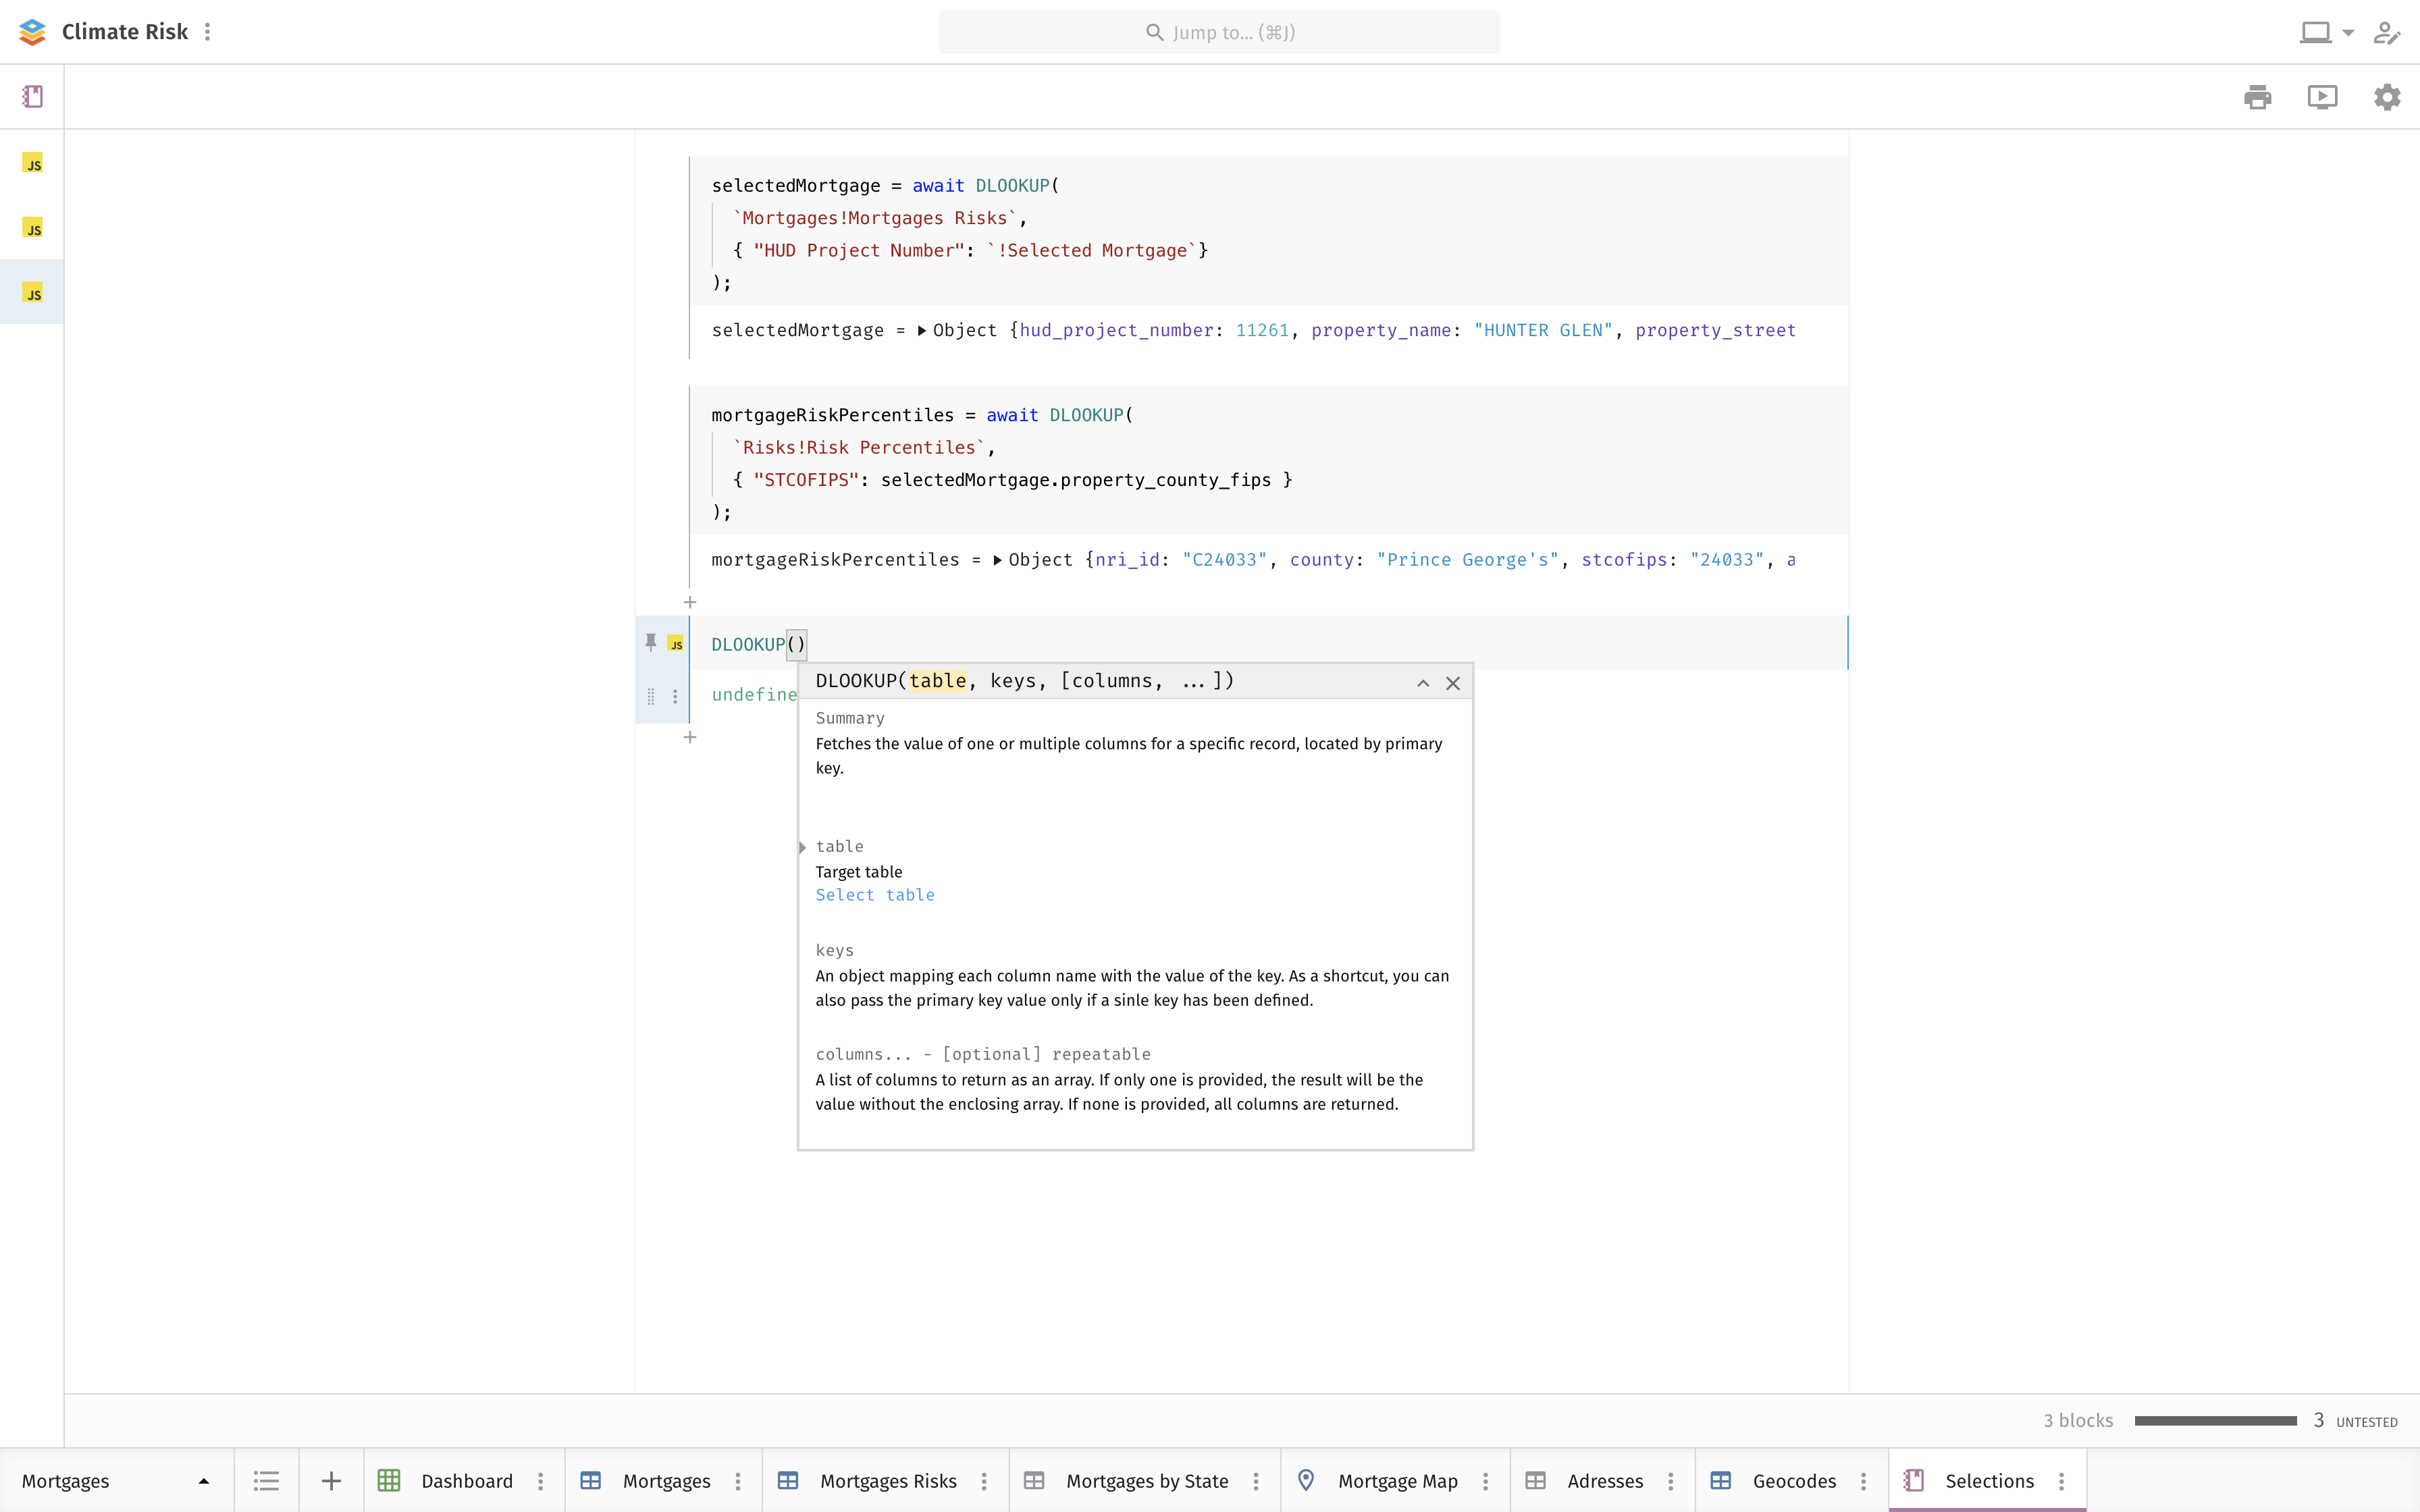 Climate Risk
Jump to... (⌘J)
JS
JS
JS
selectedMortgage = await DLOOKUP(
`Mortgages!Mortgages Risks`,
{ "HUD Project Number": `!Selected Mortgage`}
);
selectedMortgage = Object {hud_project_number: 11261, property_name: "HUNTER GLEN", property_street
mortgageRiskPercentiles = await DLOOKUP(
`Risks!Risk Percentiles`,
{ "STCOFIPS": selectedMortgage.property_county_fips }
);
mortgageRiskPercentiles = Object {nri_id: "C24033", county: "Prince George's", stcofips: "24033", a
JS
DLOOKUP()
undefine
DLOOKUP(table, keys, [columns, ...])
Summary
Fetches the value of one or multiple columns for a specific record, located by primary
key.
table
Target table
Select table
keys
An object mapping each column name with the value of the key. As a shortcut, you can
also pass the primary key value only if a sinle key has been defined.
columns... - [optional] repeatable
A list of columns to return as an array. If only one is provided, the result will be the
value without the enclosing array. If none is provided, all columns are returned.
3 blocks 3 UNTESTED
Mortgages Dashboard Mortgages Mortgages Risks Mortgages by State Mortgage Map Adresses Geocodes Selections